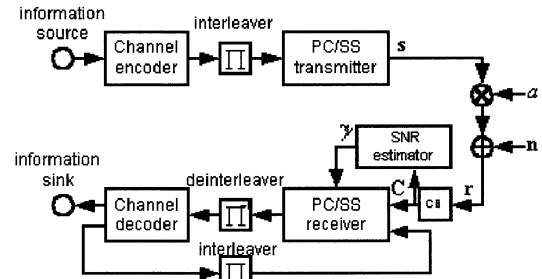 information
source
interleaver
Channel
encoder
Π
PC/SS
transmitter
s
a
n
γ
SNR
estimator
information
sink
deinterleaver
Channel
decoder
Π
PC/SS
receiver
C
r
interleaver
Π